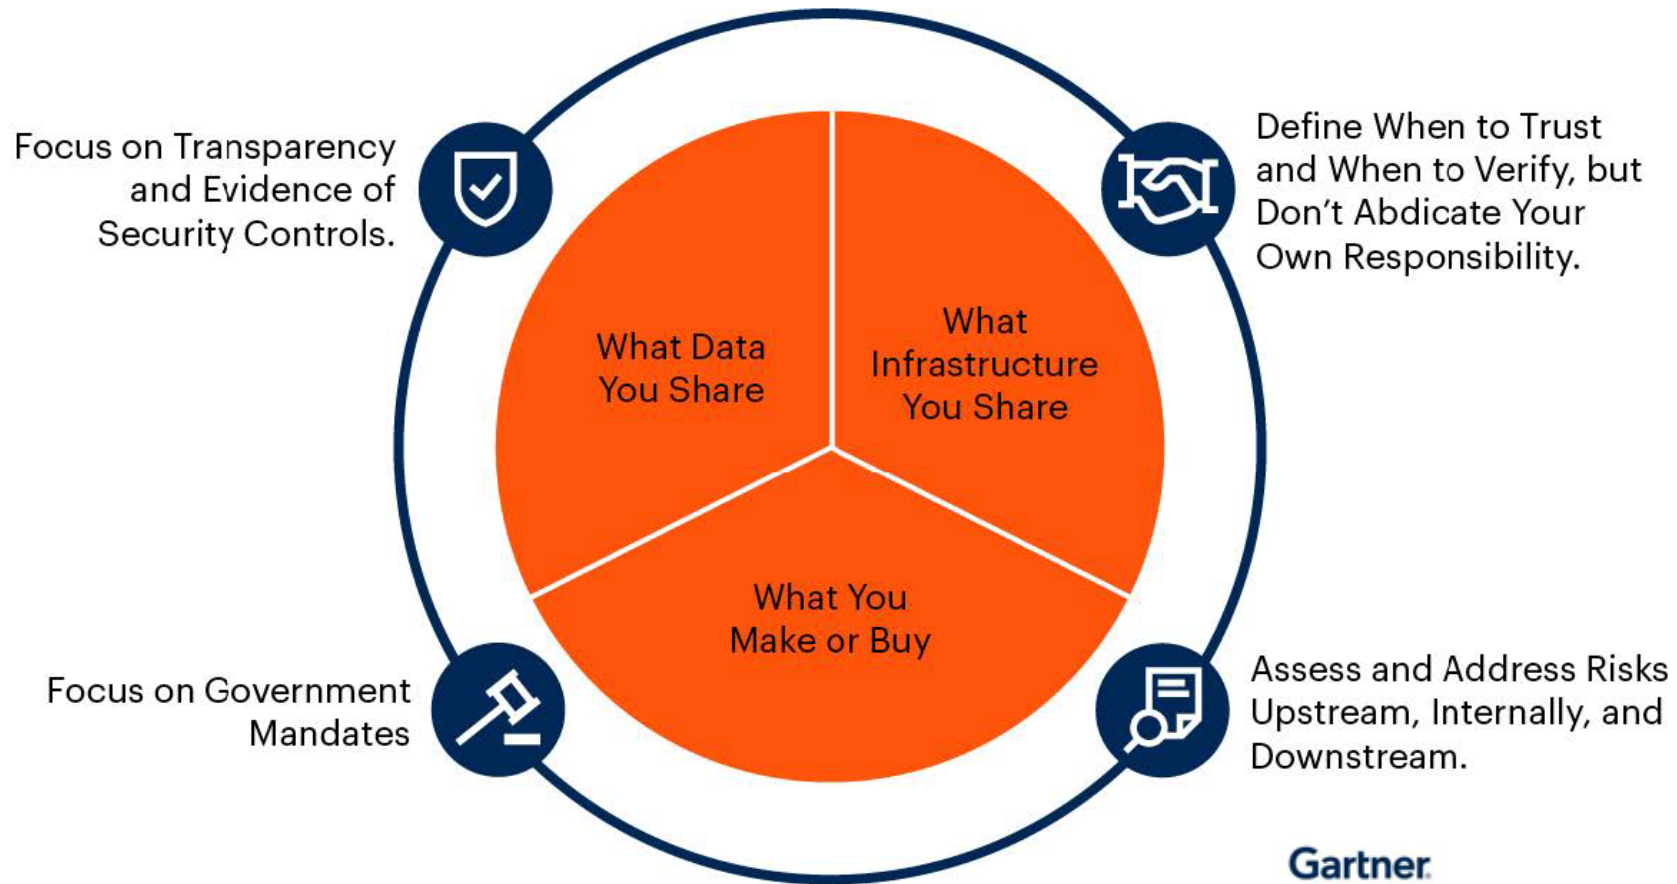 Focus on Transparency
and Evidence of
Security Controls.
Define When to Trust
and When to Verify, but
Don’t Abdicate Your
Own Responsibility.
What Data
You Share
What
Infrastructure
You Share
What You
Make or Buy
Focus on Government
Mandates
Assess and Address Risks
Upstream, Internally, and
Downstream.
Gartner.